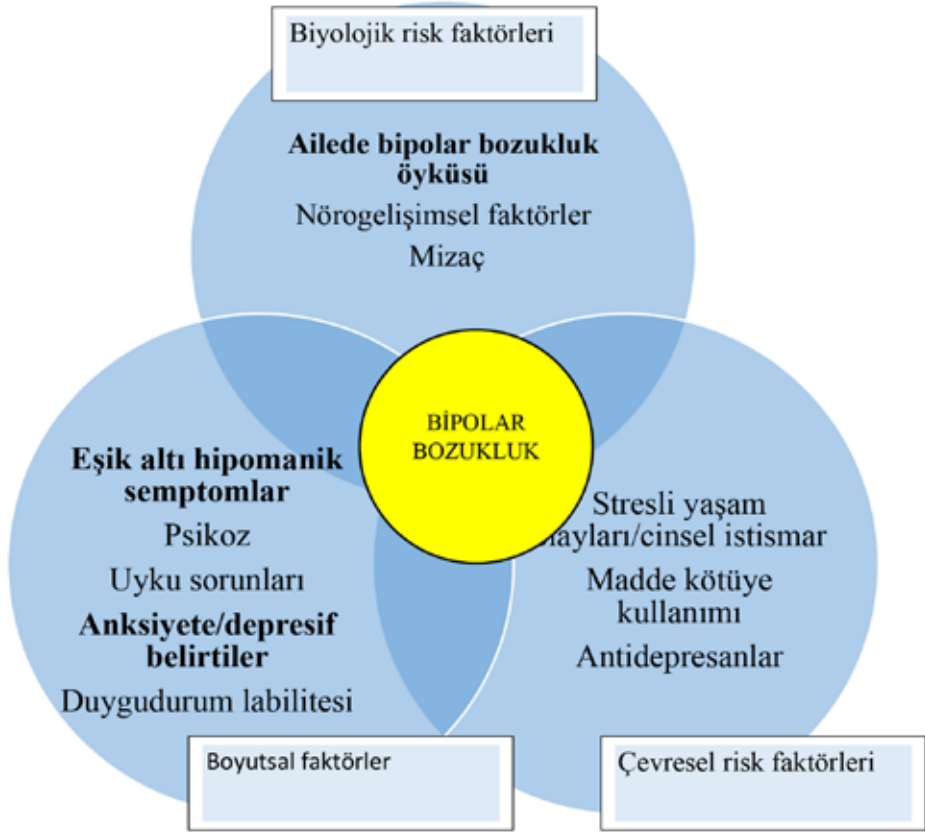 Biyolojik risk faktörleri
Ailede bipolar bozukluk
öyküsü
Nörogelişimsel faktörler
Mizaç
BİPOLAR
BOZUKLUK
Eşik altı hipomanik
semptomlar
Psikoz
Uyku sorunları
Anksiyete/depresif
belirtiler
Duygudurum labilitesi
Boyutsal faktörler
Stresli yaşam
olayları/cinsel istismar
Madde kötüye
kullanımı
Antidepresanlar
Çevresel risk faktörleri